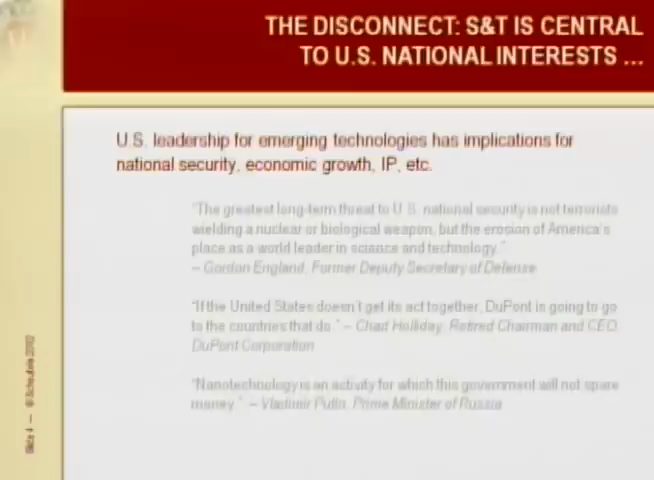 THE DISCONNECT: S&T IS CENTRAL
TO U.S. NATIONAL INTERESTS ...
U.S. leadership for emerging technologies has implications for
national security, economic growth, IP, etc.
"The greatest long-term threat to U.S. national security is not terrorists
wielding a nuclear or biological weapon, but the erosion of America's
place as a world leader in science and technology."
– Gordon England, Former Deputy Secretary of Defense
"If the United States doesn't get its act together, DuPont is going to go
to the countries that do." – Chad Holliday, Retired Chairman and CEO,
DuPont Corporation
"Nanotechnology is an activity for which this government will not spare
money." – Vladimir Putin, Prime Minister of Russia
Slide 4 — © Scheufele 2012